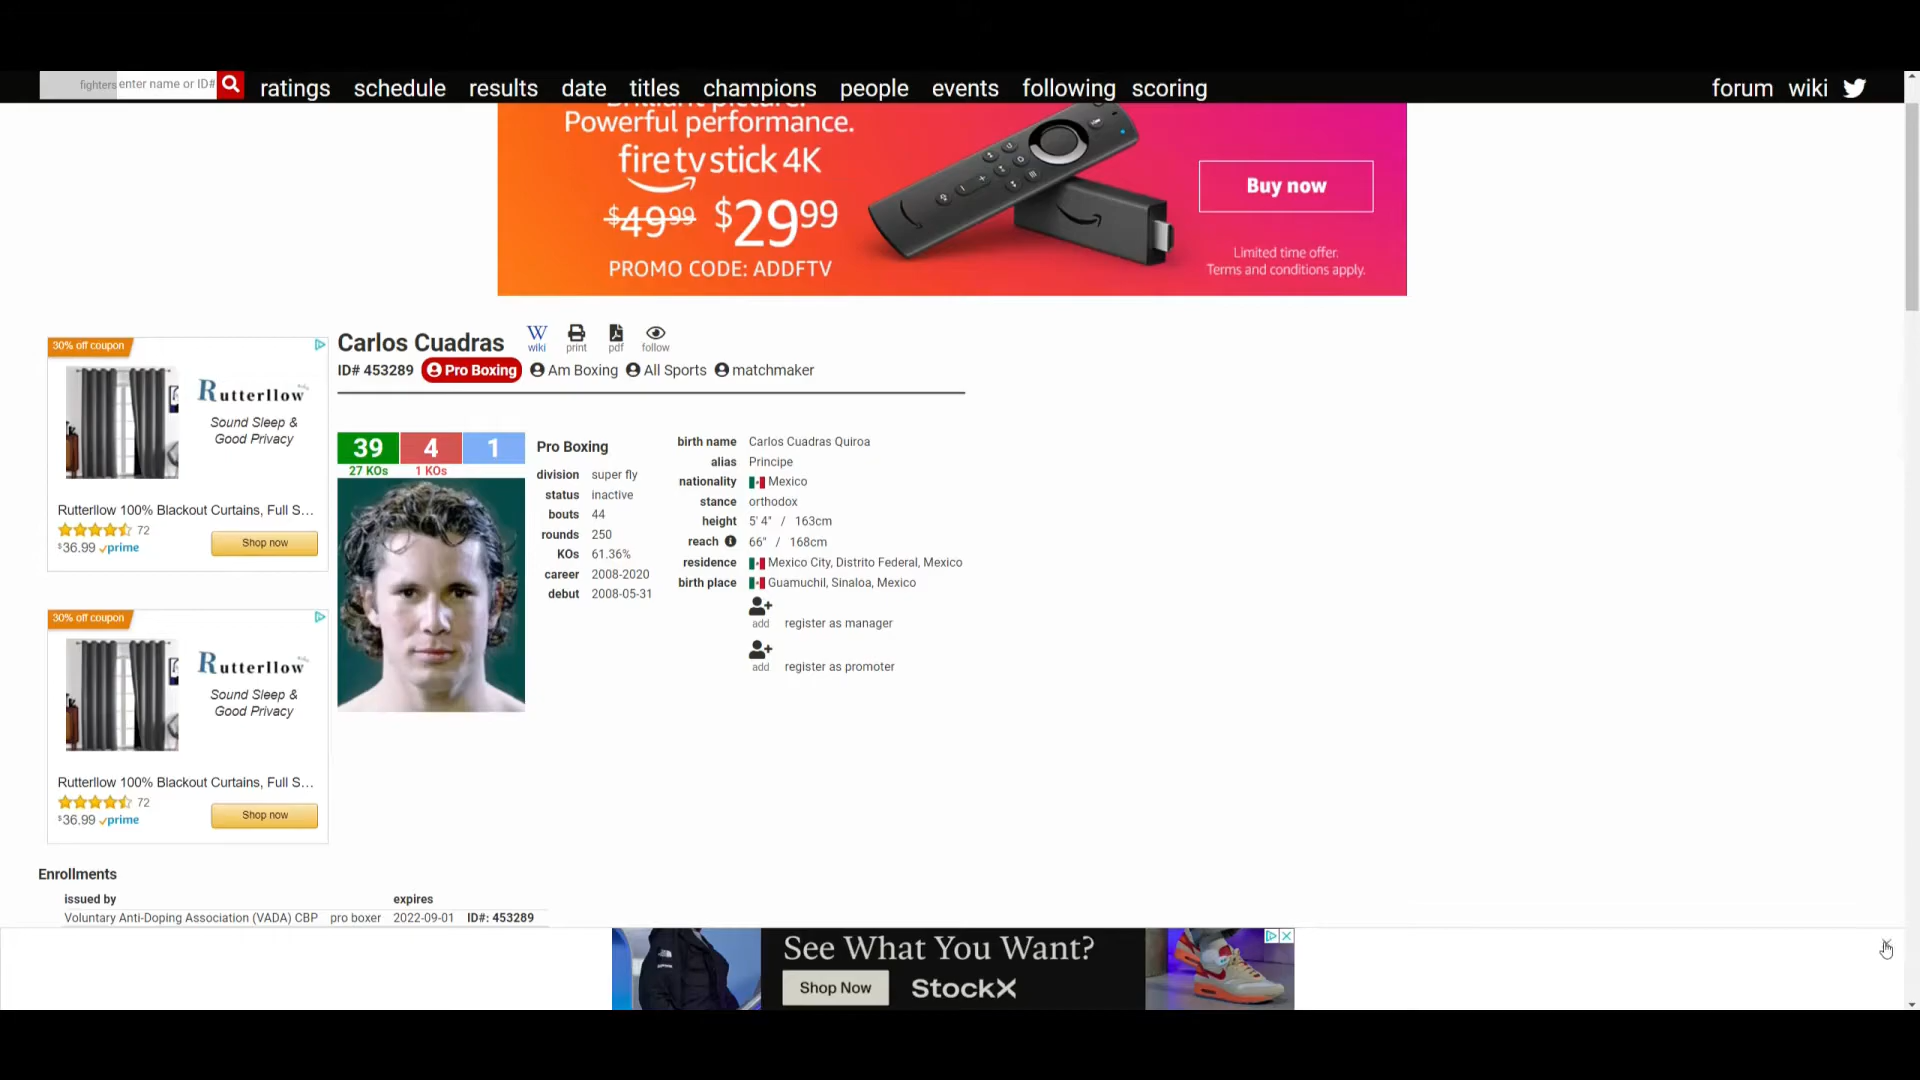 fighters enter name or ID# ratings schedule results date titles champions people events following scoring forum wiki
Brilliant picture.
Powerful performance.
fire tv stick 4K
$49.99 $29.99
PROMO CODE: ADDFTV
Buy now
Limited time offer.
Terms and conditions apply.
30% off coupon
Rutterllow
Sound Sleep &
Good Privacy
Rutterllow 100% Blackout Curtains, Full S...
72
$36.99 prime
Shop now
30% off coupon
Rutterllow
Sound Sleep &
Good Privacy
Rutterllow 100% Blackout Curtains, Full S...
72
$36.99 prime
Shop now
Carlos Cuadras
W wiki print pdf follow
ID# 453289 Pro Boxing Am Boxing All Sports matchmaker
39 4 1
27 KOs 1 KOs
Pro Boxing
division super fly
status inactive
bouts 44
rounds 250
KOs 61.36%
career 2008-2020
debut 2008-05-31
birth name Carlos Cuadras Quiroa
alias Principe
nationality Mexico
stance orthodox
height 5' 4" / 163cm
reach 66" / 168cm
residence Mexico City, Distrito Federal, Mexico
birth place Guamuchil, Sinaloa, Mexico
add register as manager
add register as promoter
Enrollments
issued by expires
Voluntary Anti-Doping Association (VADA) CBP pro boxer 2022-09-01 ID#: 453289
See What You Want?
Shop Now StockX